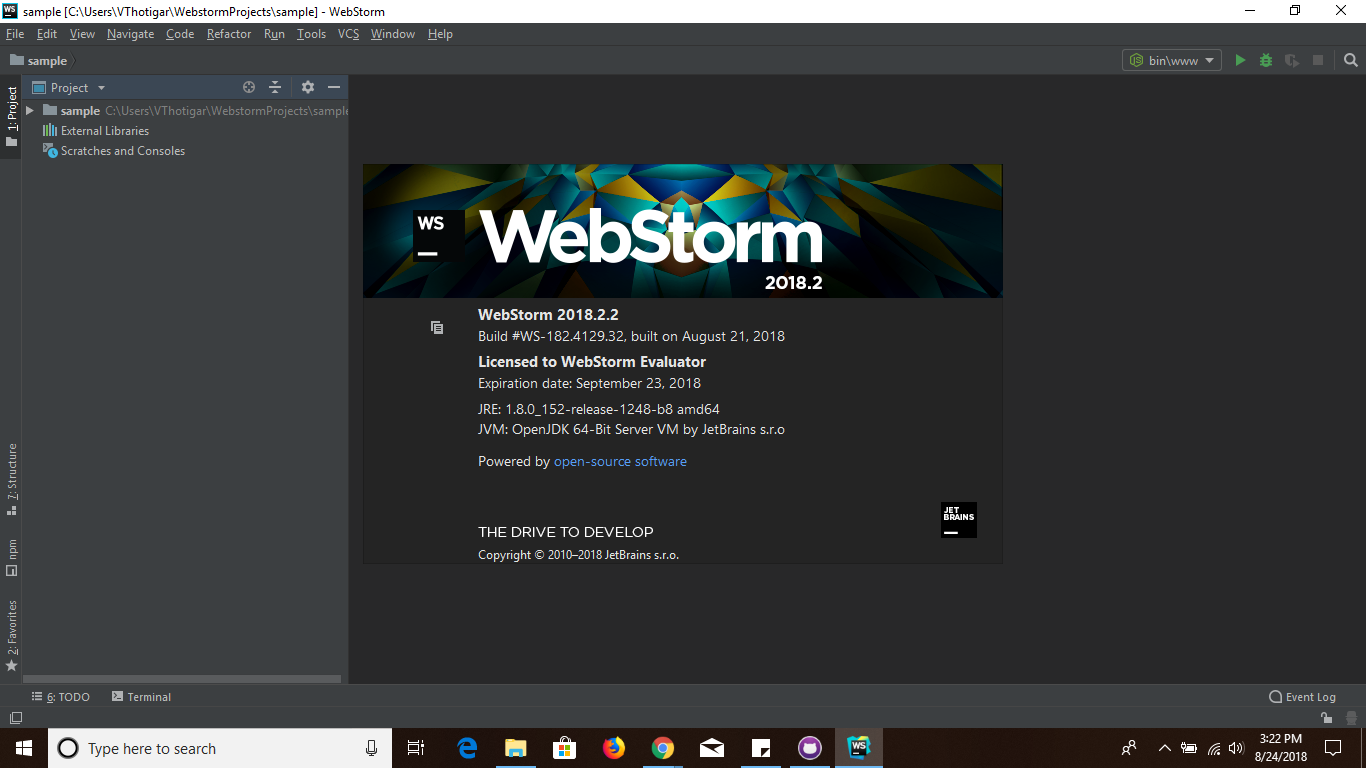 WS sample [C:\Users\VThotigar\WebstormProjects\sample] - WebStorm
File Edit View Navigate Code Refactor Run Tools VCS Window Help
sample
bin\www
1: Project
Project
sample C:\Users\VThotigar\WebstormProjects\sample
External Libraries
Scratches and Consoles
WS
WebStorm
2018.2
WebStorm 2018.2.2
Build #WS-182.4129.32, built on August 21, 2018
Licensed to WebStorm Evaluator
Expiration date: September 23, 2018
JRE: 1.8.0_152-release-1248-b8 amd64
JVM: OpenJDK 64-Bit Server VM by JetBrains s.r.o
Powered by open-source software
JET
BRAINS
THE DRIVE TO DEVELOP
Copyright © 2010–2018 JetBrains s.r.o.
7: Structure
npm
2: Favorites
6: TODO Terminal Event Log
Type here to search
WS
3:22 PM
8/24/2018